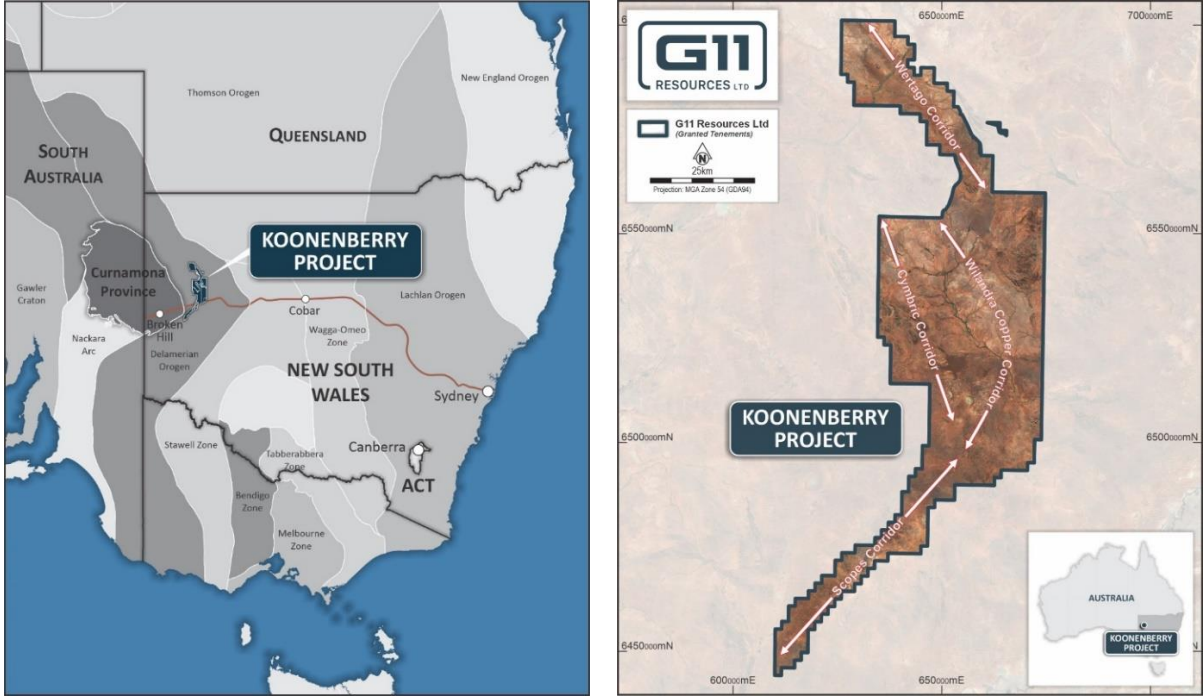 Thomson Orogen
New England Orogen
QUEENSLAND
SOUTH
AUSTRALIA
KOONENBERRY
PROJECT
Curnamona
Province
Gawler
Craton
Broken
Hill
Cobar
Lachlan Orogen
Nackara
Arc
Delamerian
Orogen
Wagga-Omeo
Zone
NEW SOUTH
WALES
Sydney
Stawell Zone
Tabberabbera
Zone
Canberra
ACT
Bendigo
Zone
Melbourne
Zone
G11
RESOURCES LTD
G11 Resources Ltd
(Granted Tenements)
N
25km
Projection: MGA Zone 54 (GDA94)
650000mE
700000mE
Wertago Corridor
6550000mN
6550000mN
Cymbric Corridor
Wilandra Copper Corridor
KOONENBERRY
PROJECT
6500000mN
6500000mN
Scopes Corridor
AUSTRALIA
KOONENBERRY
PROJECT
6450000mN
6450000mN
600000mE
650000mE